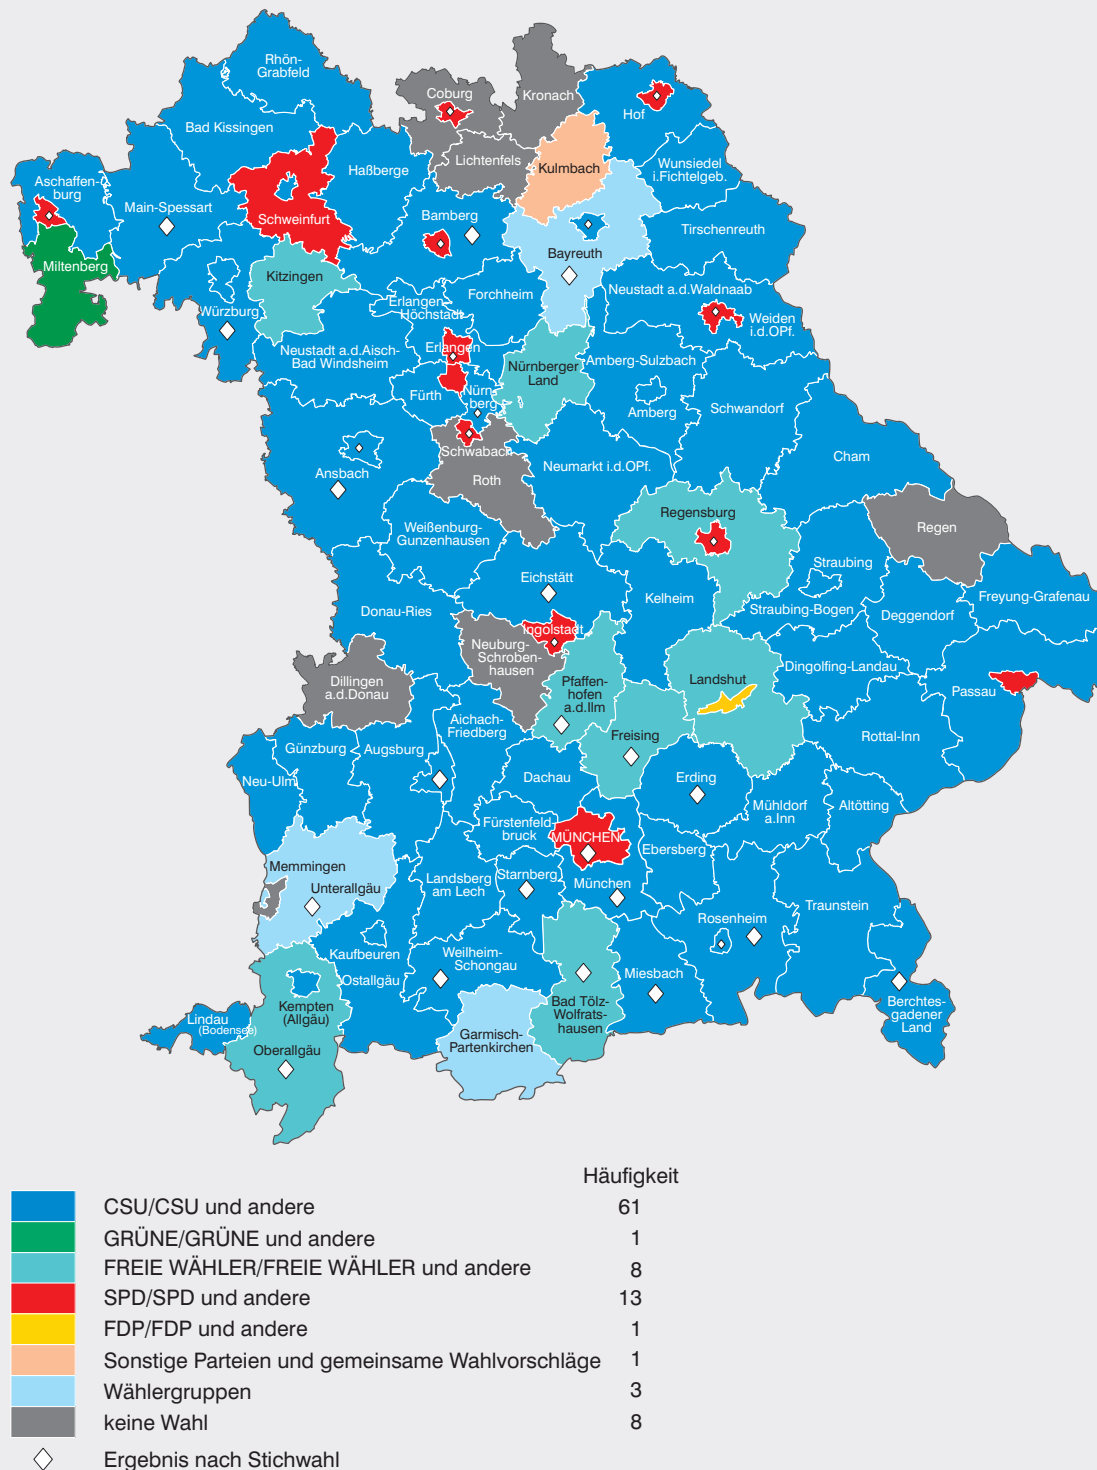 Rhön-
Grabfeld
Coburg
Kronach
Hof
Bad Kissingen
Lichtenfels
Kulmbach
Wunsiedel
i.Fichtelgeb.
Haßberge
Aschaffen-
burg
Main-Spessart
Schweinfurt
Bamberg
Tirschenreuth
Bayreuth
Miltenberg
Kitzingen
Neustadt a.d.Waldnaab
Forchheim
Erlangen-
Höchstadt
Würzburg
Weiden
i.d.OPf.
Erlangen
Neustadt a.d.Aisch-
Bad Windsheim
Nürnberger
Land
Amberg-Sulzbach
Fürth
Nürn-
berg
Amberg
Schwandorf
Schwabach
Cham
Ansbach
Roth
Neumarkt i.d.OPf.
Regensburg
Regen
Weißenburg-
Gunzenhausen
Straubing
Eichstätt
Kelheim
Freyung-Grafenau
Donau-Ries
Straubing-Bogen
Deggendorf
Ingolstadt
Neuburg-
Schroben-
hausen
Dingolfing-Landau
Dillingen
a.d.Donau
Pfaffen-
hofen
a.d.Ilm
Landshut
Passau
Aichach-
Friedberg
Freising
Rottal-Inn
Günzburg
Augsburg
Neu-Ulm
Dachau
Erding
Mühldorf
a.Inn
Altötting
Fürstenfeld
bruck
MÜNCHEN
Ebersberg
Memmingen
Unterallgäu
Landsberg
am Lech
Starnberg
München
Traunstein
Rosenheim
Kaufbeuren
Weilheim-
Schongau
Miesbach
Ostallgäu
Bad Tölz-
Wolfrats-
hausen
Berchtes-
gadener
Land
Kempten
(Allgäu)
Lindau
(Bodensee)
Garmisch-
Partenkirchen
Oberallgäu
Häufigkeit
CSU/CSU und andere 61
GRÜNE/GRÜNE und andere 1
FREIE WÄHLER/FREIE WÄHLER und andere 8
SPD/SPD und andere 13
FDP/FDP und andere 1
Sonstige Parteien und gemeinsame Wahlvorschläge 1
Wählergruppen 3
keine Wahl 8
Ergebnis nach Stichwahl